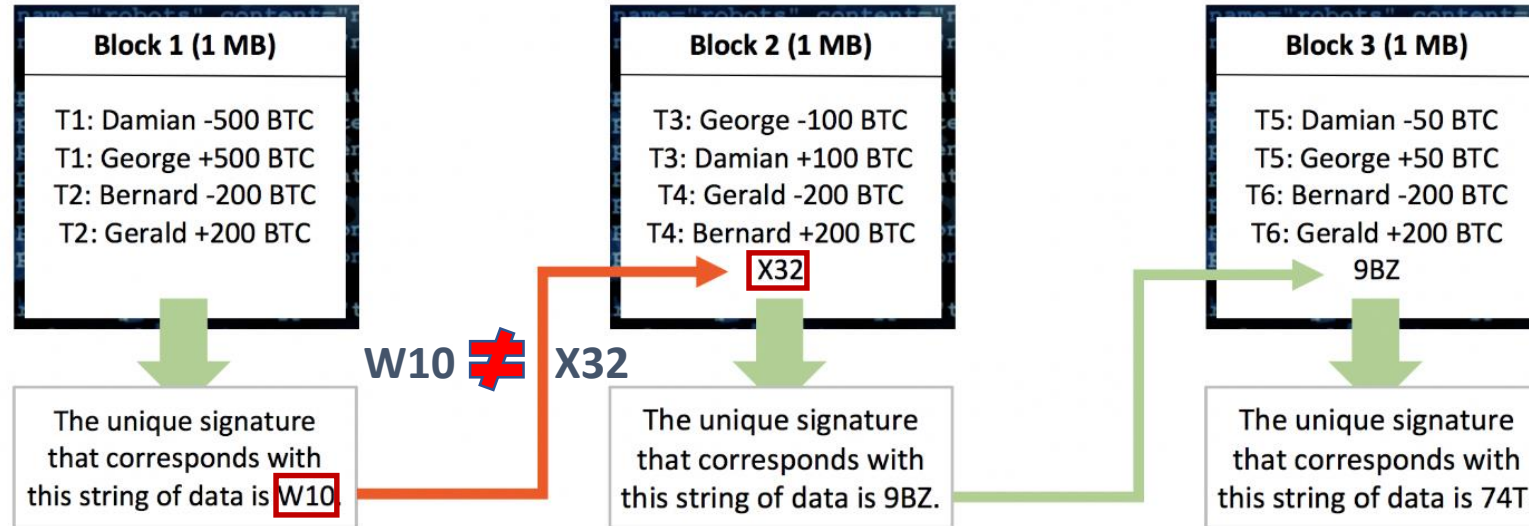 Block 1 (1 MB)
T1: Damian -500 BTC
T1: George +500 BTC
T2: Bernard -200 BTC
T2: Gerald +200 BTC
The unique signature
that corresponds with
this string of data is W10.
W10 ≠ X32
Block 2 (1 MB)
T3: George -100 BTC
T3: Damian +100 BTC
T4: Gerald -200 BTC
T4: Bernard +200 BTC
X32
The unique signature
that corresponds with
this string of data is 9BZ.
Block 3 (1 MB)
T5: Damian -50 BTC
T5: George +50 BTC
T6: Bernard -200 BTC
T6: Gerald +200 BTC
9BZ
The unique signature
that corresponds with
this string of data is 74T